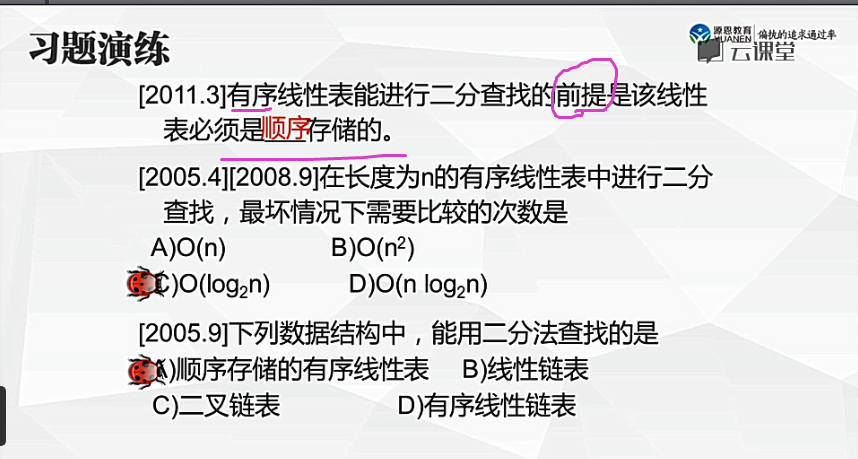 习题演练
源恩教育
YUANEN
偏执的追求通过率
云课堂
[2011.3]有序线性表能进行二分查找的前提是该线性
表必须是顺序存储的。
[2005.4][2008.9]在长度为n的有序线性表中进行二分
查找，最坏情况下需要比较的次数是
A)O(n) B)O(n²)
C)O(log₂n) D)O(n log₂n)
[2005.9]下列数据结构中，能用二分法查找的是
A)顺序存储的有序线性表 B)线性链表
C)二叉链表 D)有序线性链表